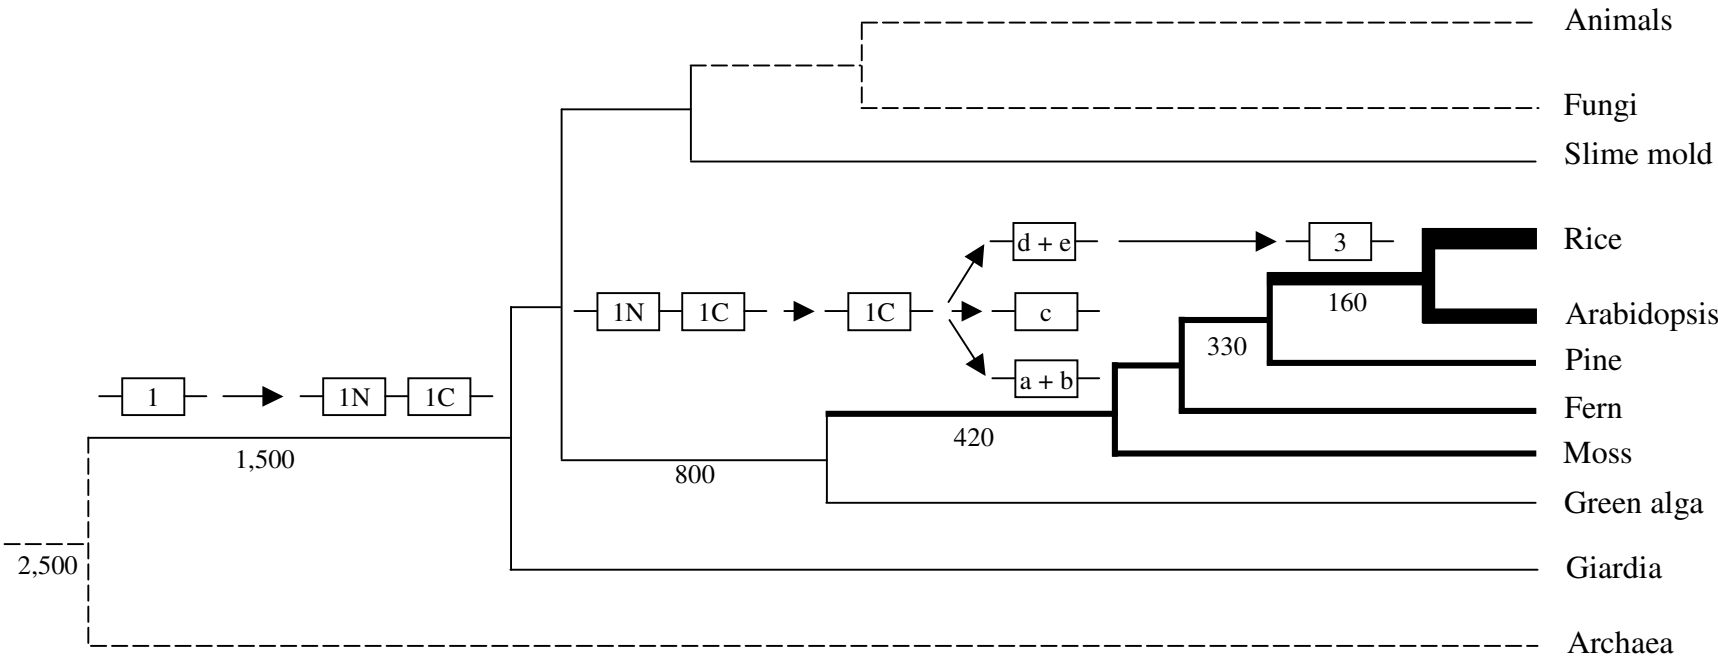 Animals
Fungi
Slime mold
d + e
3
Rice
1N 1C
1C
c
160
Arabidopsis
330
Pine
a + b
1
1N 1C
Fern
420
Moss
1,500
800
Green alga
2,500
Giardia
Archaea